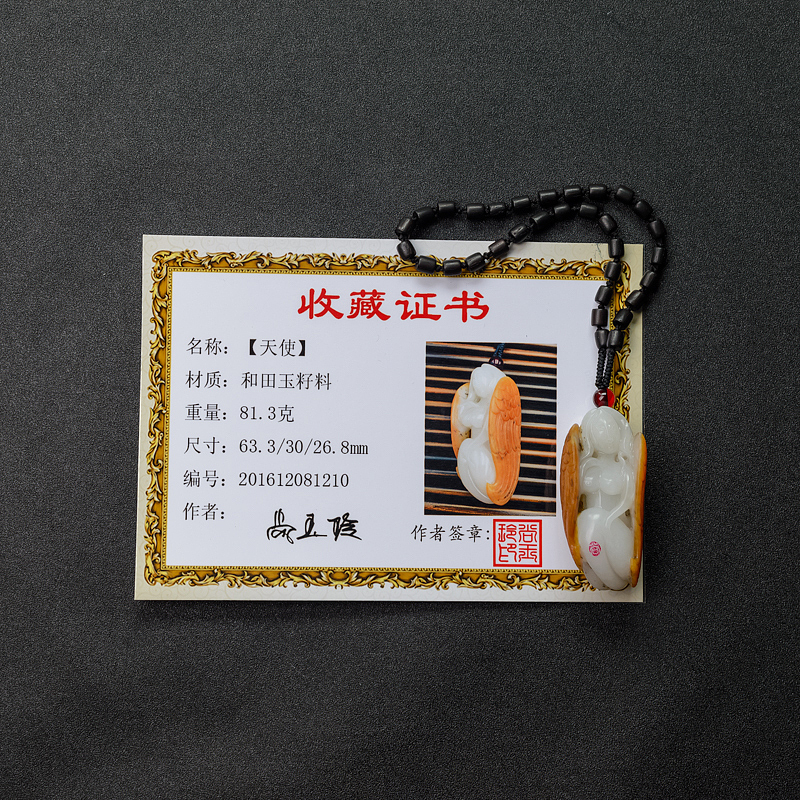 收藏证书
名称：【天使】
材质：和田玉籽料
重量：81.3克
尺寸：63.3/30/26.8mm
编号：201612081210
作者：
作者签章：